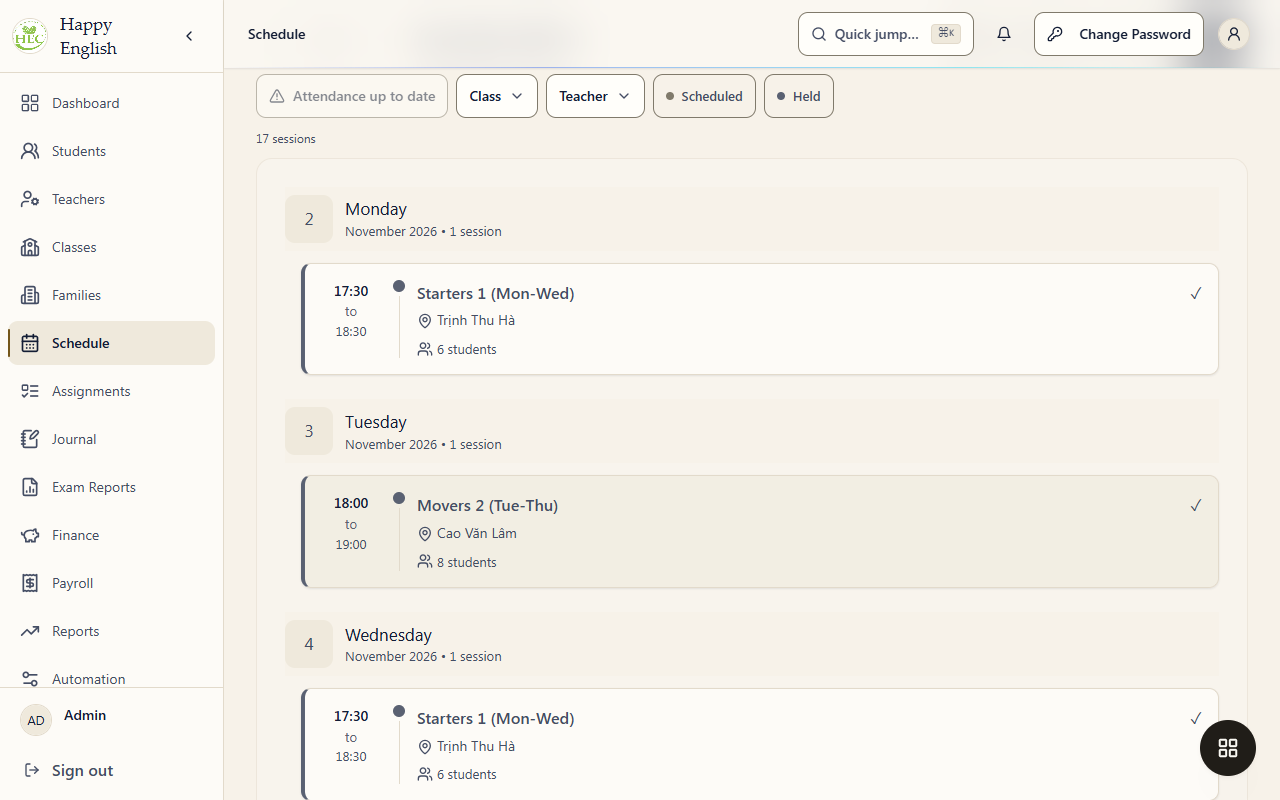 HEC
Happy
English
Dashboard
Students
Teachers
Classes
Families
Schedule
Assignments
Journal
Exam Reports
Finance
Payroll
Reports
Automation
AD
Admin
Sign out
Schedule
Quick jump...
⌘K
Change Password
Attendance up to date
Class
Teacher
Scheduled
Held
17 sessions
2
Monday
November 2026 • 1 session
17:30
to
18:30
Starters 1 (Mon-Wed)
Trịnh Thu Hà
6 students
3
Tuesday
November 2026 • 1 session
18:00
to
19:00
Movers 2 (Tue-Thu)
Cao Văn Lâm
8 students
4
Wednesday
November 2026 • 1 session
17:30
to
18:30
Starters 1 (Mon-Wed)
Trịnh Thu Hà
6 students